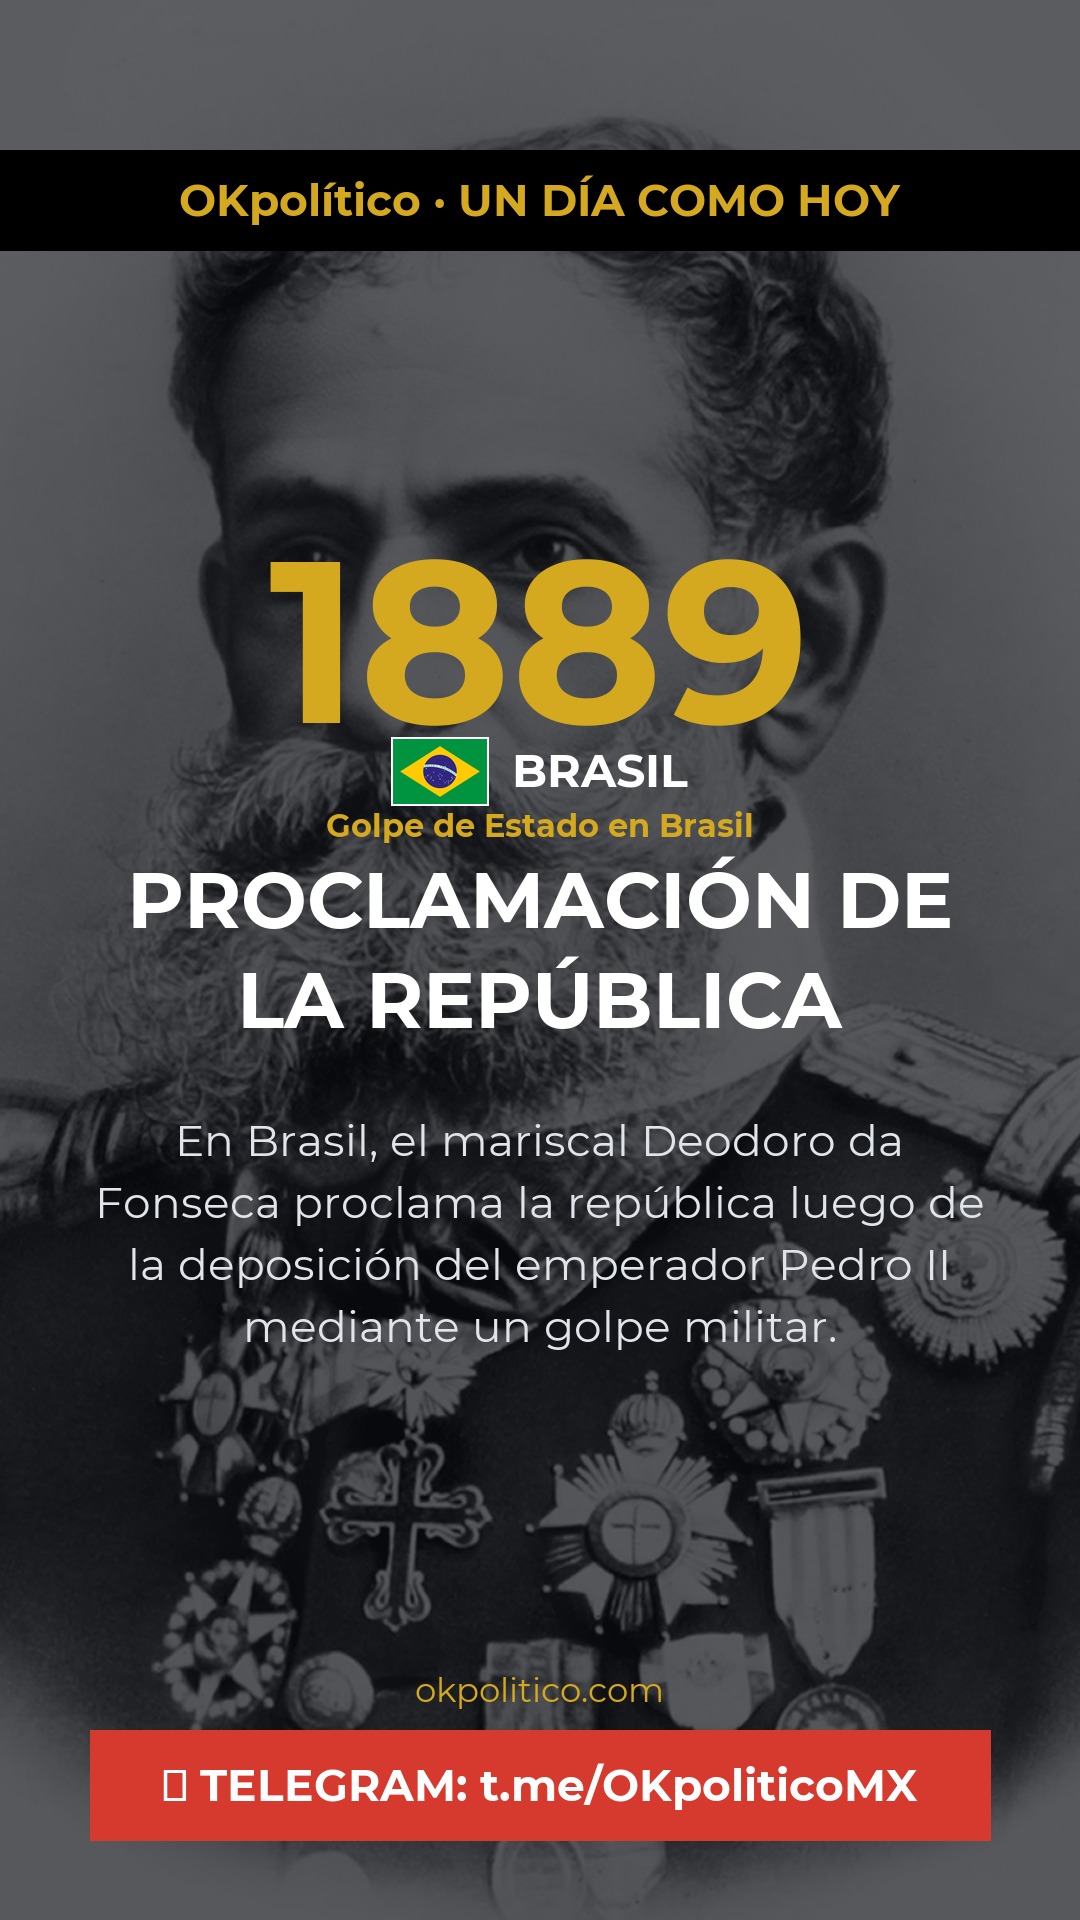 OKpolítico · UN DÍA COMO HOY
1889
BRASIL
Golpe de Estado en Brasil
PROCLAMACIÓN DE
LA REPÚBLICA
En Brasil, el mariscal Deodoro da
Fonseca proclama la república luego de
la deposición del emperador Pedro II
mediante un golpe militar.
okpolitico.com
TELEGRAM: t.me/OKpoliticoMX